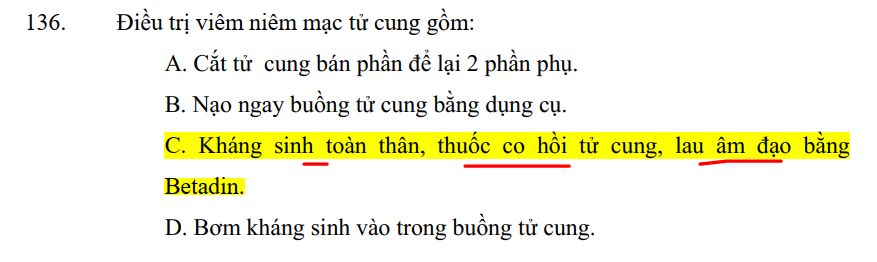 136. Điều trị viêm niêm mạc tử cung gồm:
A. Cắt tử cung bán phần để lại 2 phần phụ.
B. Nạo ngay buồng tử cung bằng dụng cụ.
C. Kháng sinh toàn thân, thuốc co hồi tử cung, lau âm đạo bằng
Betadin.
D. Bơm kháng sinh vào trong buồng tử cung.